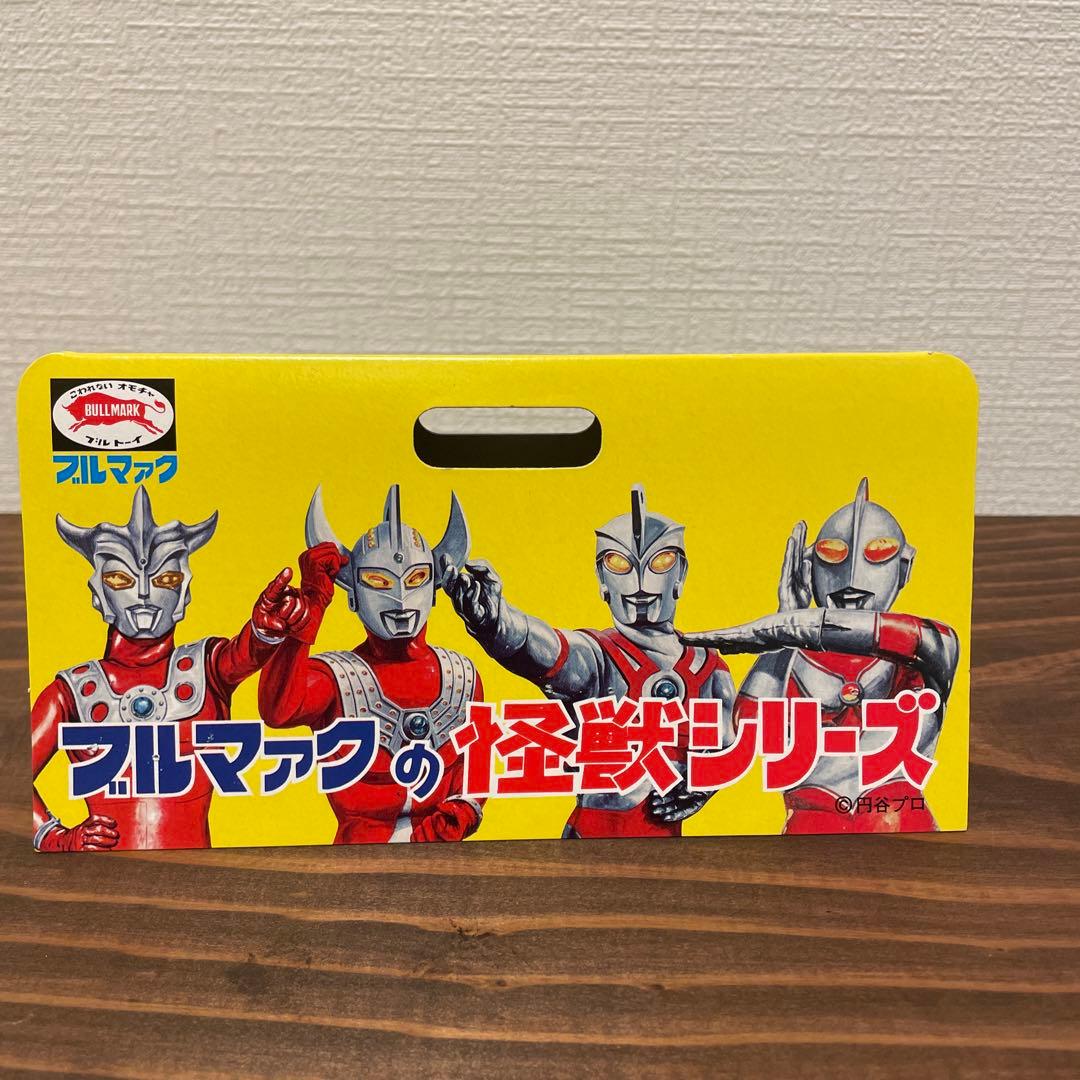 こわれない オモチャ
BULLMARK
ブルトーイ
ブルマァク
ブルマァクの怪獣シリーズ
©円谷プロ